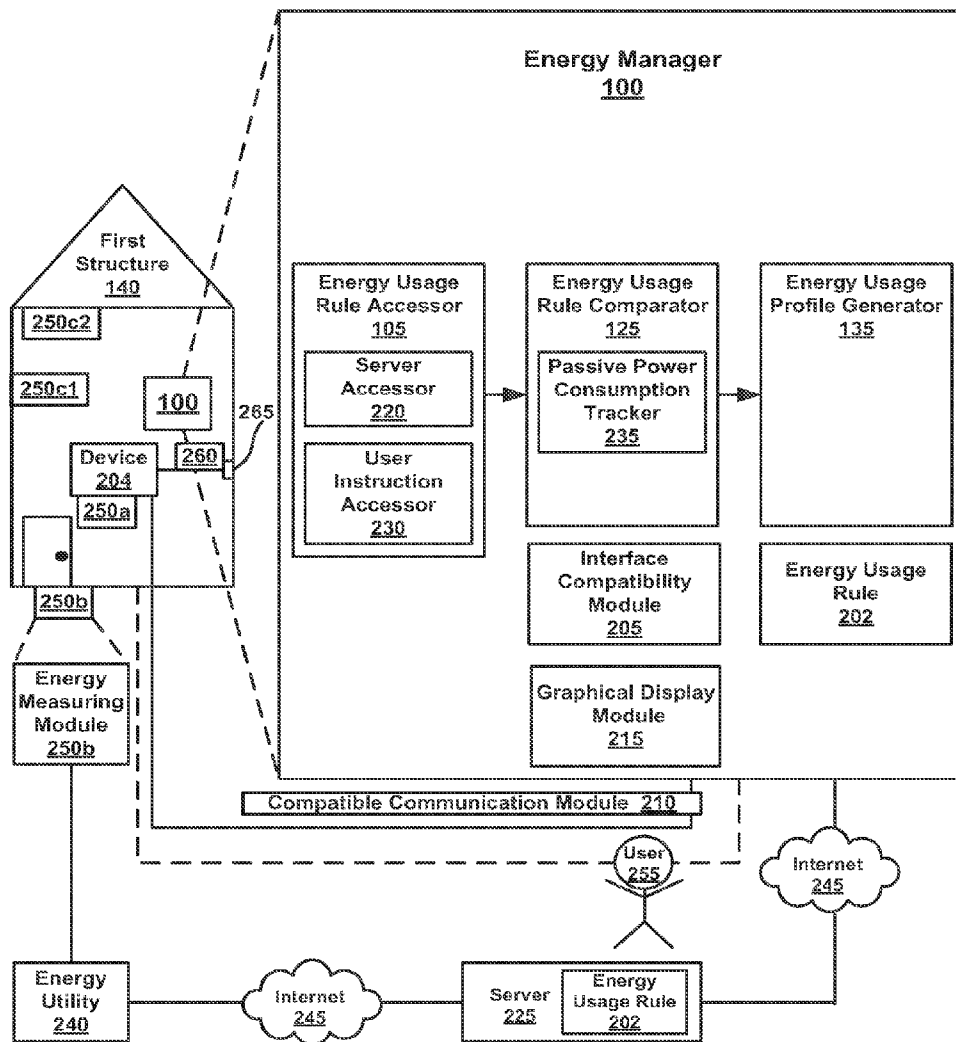 Energy Manager
100
First
Structure
140
250c2
250c1
100
265
260
Device
204
250a
250b
Energy Usage
Rule Accessor
105
Server
Accessor
220
User
Instruction
Accessor
230
Energy Usage
Rule Comparator
125
Passive Power
Consumption
Tracker
235
Energy Usage
Profile Generator
135
Interface
Compatibility
Module
205
Energy Usage
Rule
202
Graphical Display
Module
215
Energy
Measuring
Module
250b
Compatible Communication Module 210
User
255
Internet
245
Energy
Utility
240
Internet
245
Server
225
Energy
Usage Rule
202